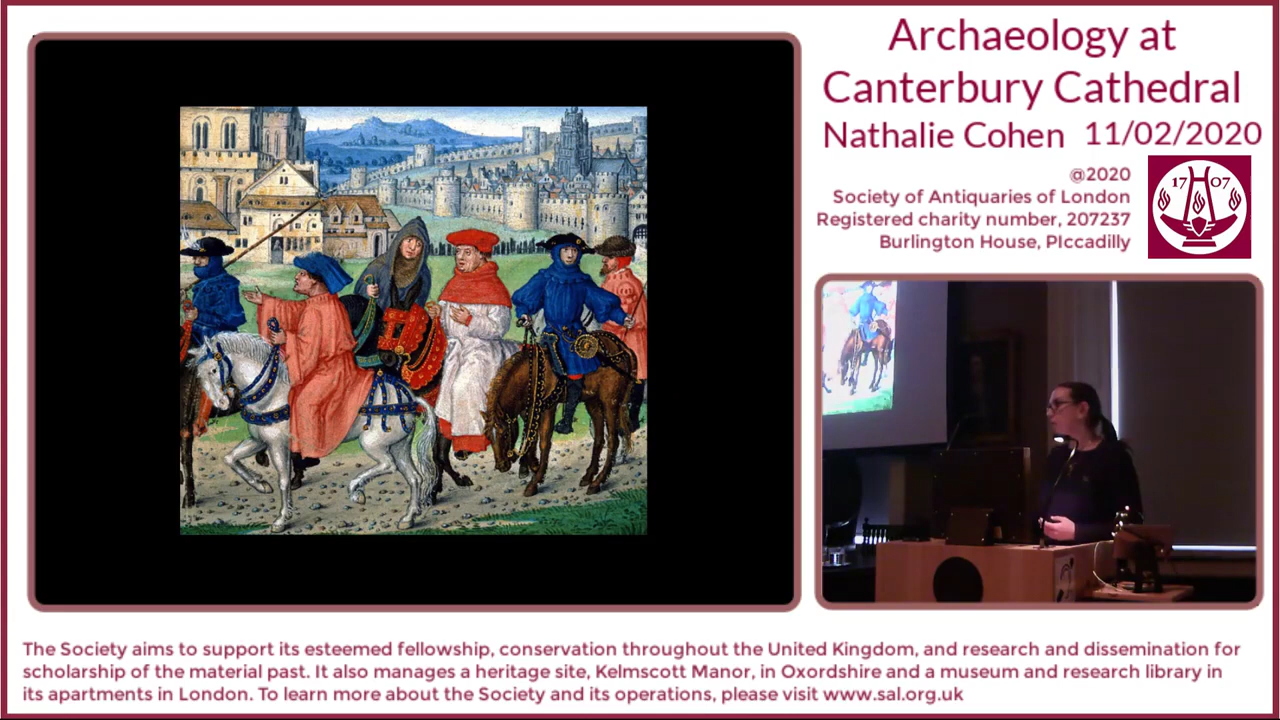 Archaeology at
Canterbury Cathedral
Nathalie Cohen 11/02/2020
@2020
Society of Antiquaries of London
Registered charity number, 207237
Burlington House, PIccadilly
17 07
The Society aims to support its esteemed fellowship, conservation throughout the United Kingdom, and research and dissemination for
scholarship of the material past. It also manages a heritage site, Kelmscott Manor, in Oxordshire and a museum and research library in
its apartments in London. To learn more about the Society and its operations, please visit www.sal.org.uk